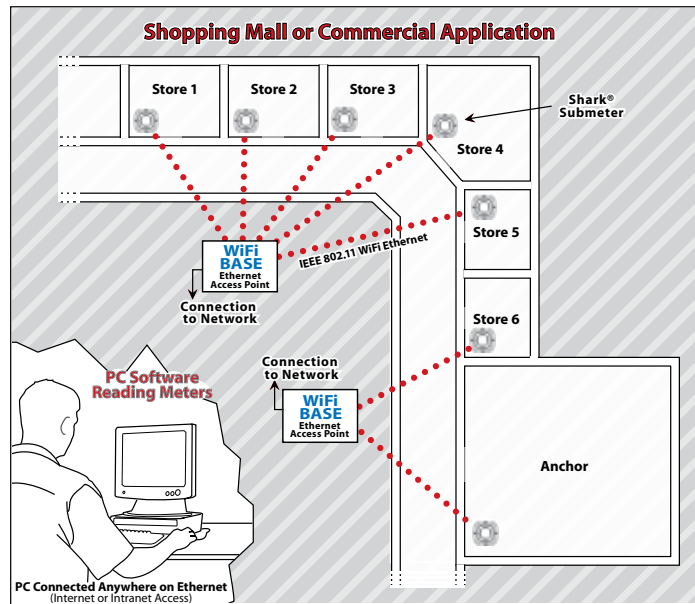 Shopping Mall or Commercial Application
Store 1
Store 2
Store 3
Shark®
Submeter
Store 4
Store 5
IEEE 802.11 WiFi Ethernet
WiFi
BASE
Ethernet
Access Point
Connection
to Network
Store 6
Connection
to Network
WiFi
BASE
Ethernet
Access Point
PC Software
Reading Meters
Anchor
PC Connected Anywhere on Ethernet
(Internet or Intranet Access)